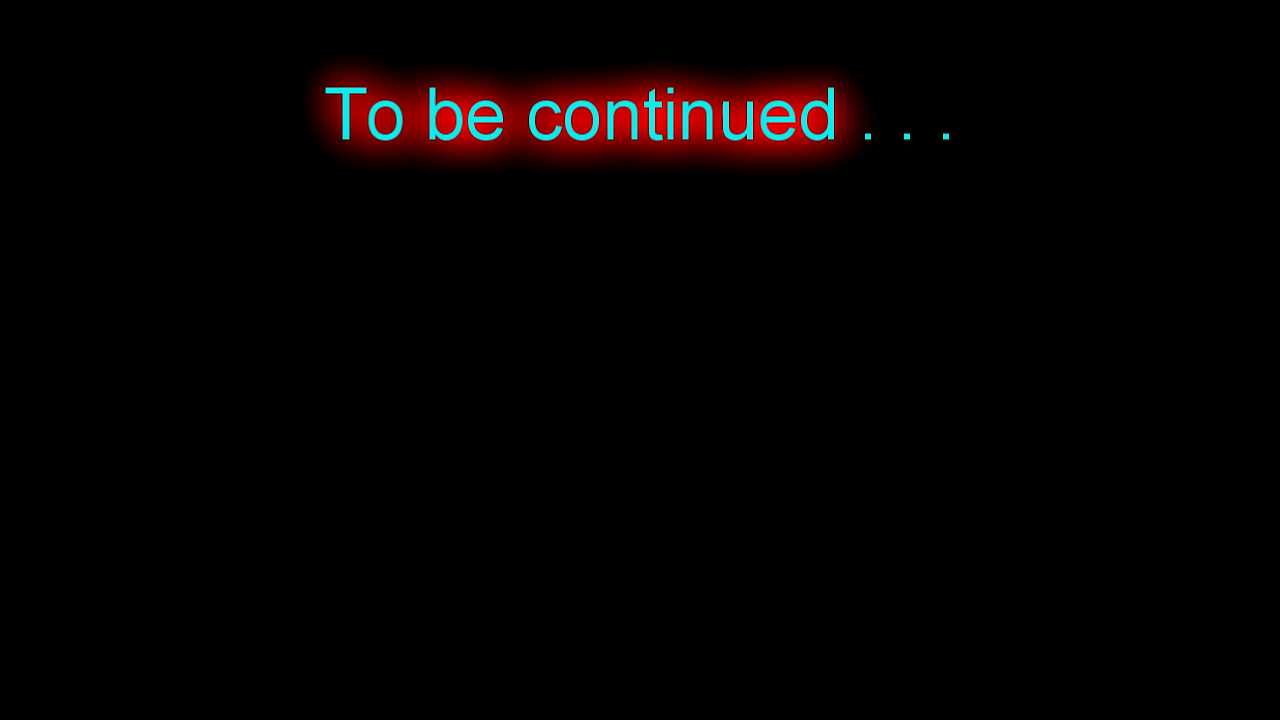 To be continued . . .